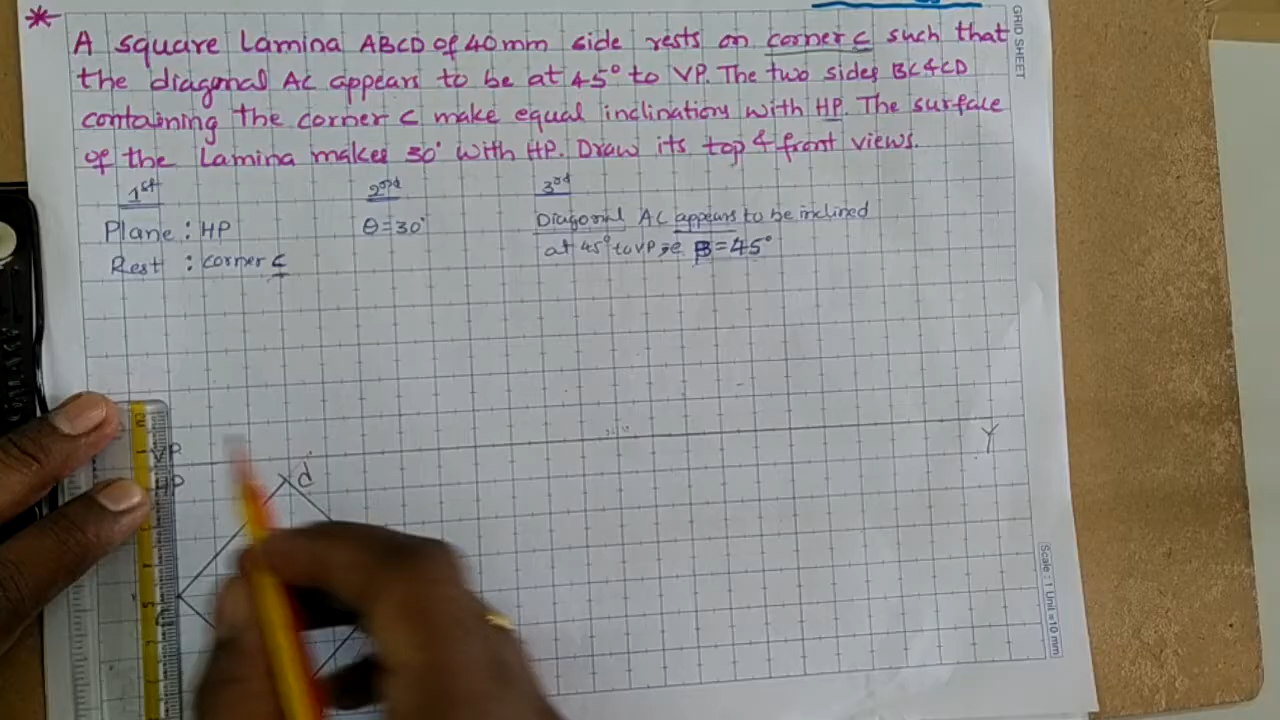 *
A square Lamina ABCD of 40mm side rests on corner C such that
the diagonal AC appears to be at 45° to VP. The two sides BC & CD
containing the corner C make equal inclinations with HP. The surface
of the Lamina makes 30° with HP. Draw its top & front views.
1st 2nd 3rd
Plane : HP θ=30° Diagonal AC appears to be inclined
Rest : corner C at 45° to VP ie β=45°
VP
Y
d
GRID SHEET
Scale : 1 Unit = 10 mm